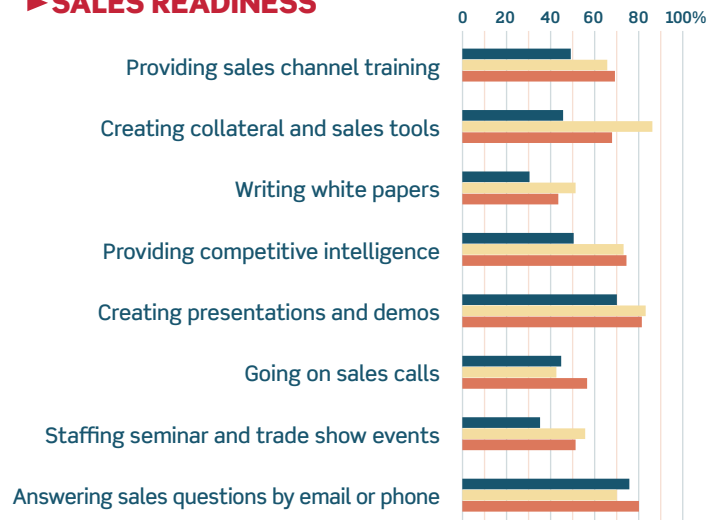 ►SALES READINESS
0 20 40 60 80 100%
Providing sales channel training
Creating collateral and sales tools
Writing white papers
Providing competitive intelligence
Creating presentations and demos
Going on sales calls
Staffing seminar and trade show events
Answering sales questions by email or phone